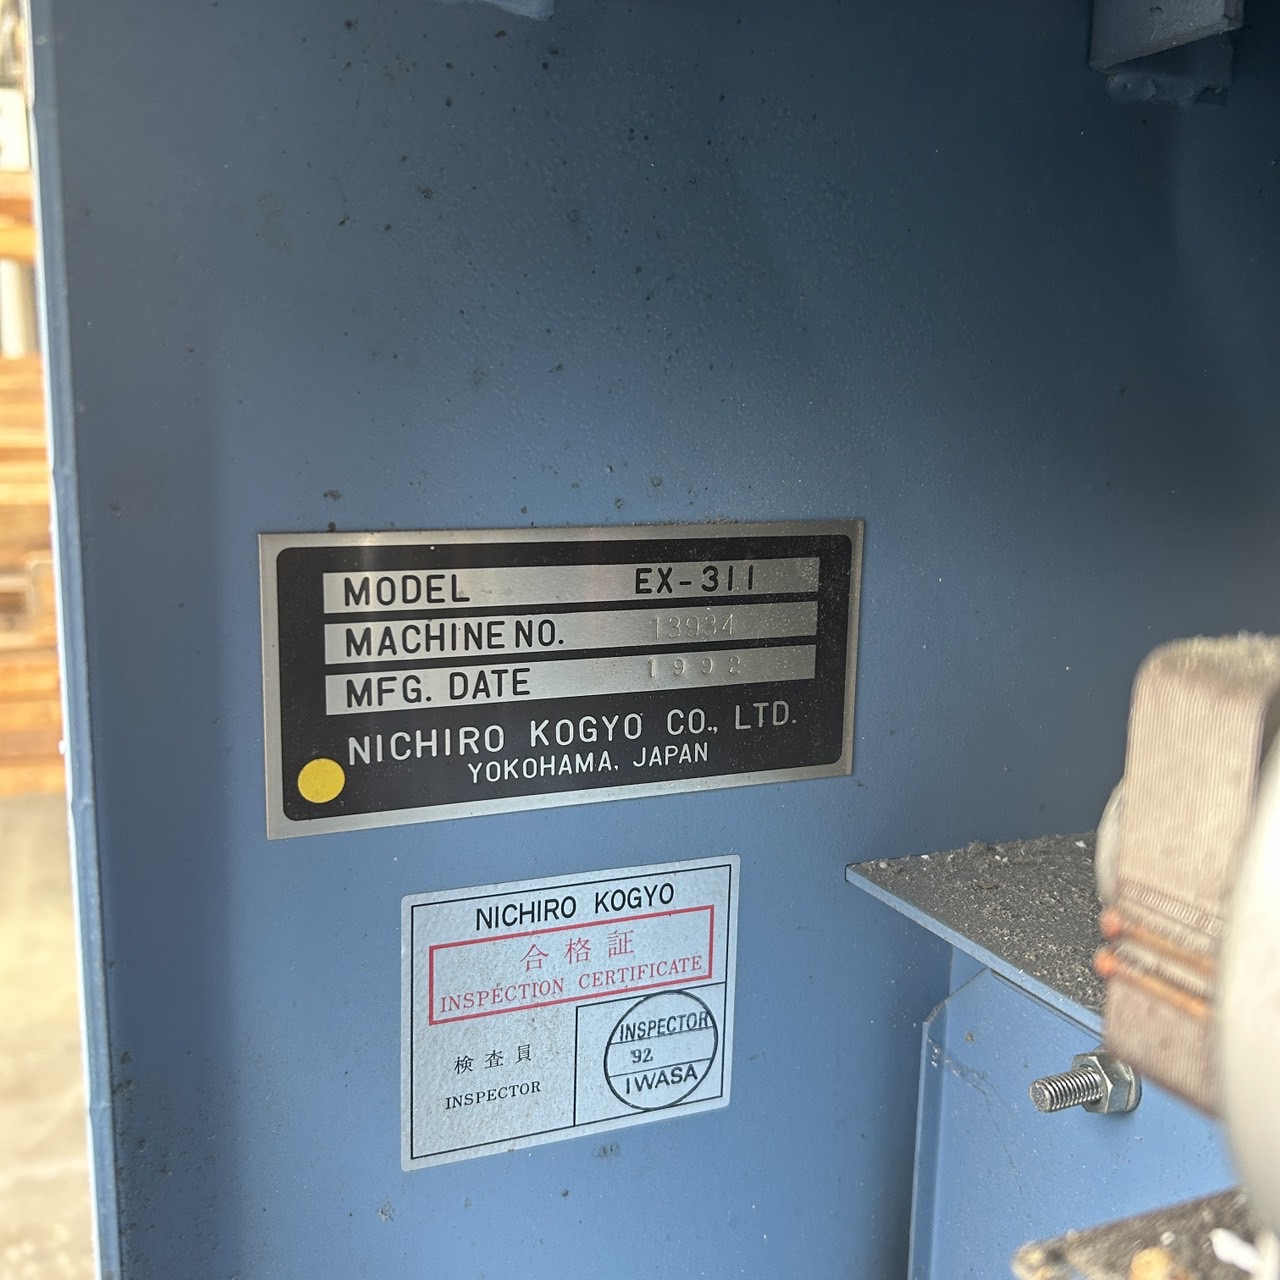 MODEL EX-311
MACHINE NO. 13934
MFG. DATE 1992
NICHIRO KOGYO CO., LTD.
YOKOHAMA, JAPAN
NICHIRO KOGYO
合格証
INSPECTION CERTIFICATE
検査員
INSPECTOR
INSPECTOR
'92
IWASA